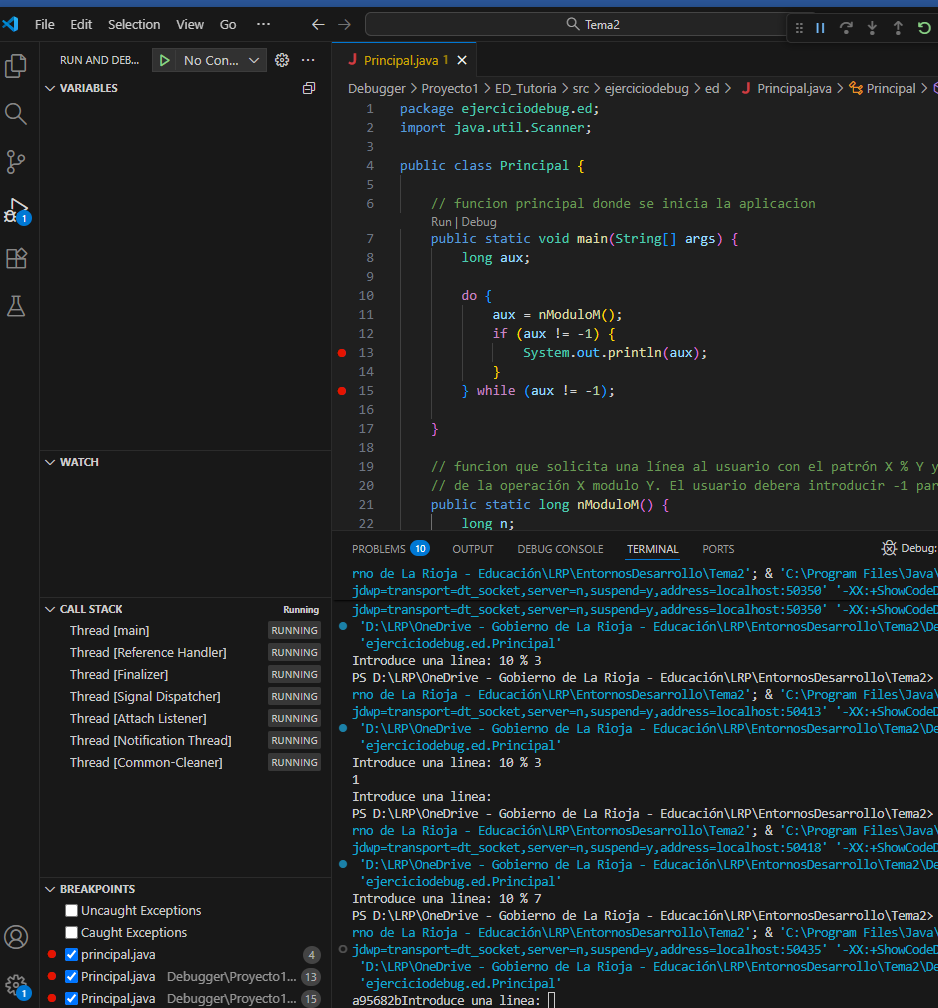 File Edit Selection View Go ··· Tema2
RUN AND DEB... No Con... ···
Principal.java 1
Debugger > Proyecto1 > ED_Tutoria > src > ejerciciodebug > ed > Principal.java > Principal >
VARIABLES
1 package ejerciciodebug.ed;
2 import java.util.Scanner;
3
4 public class Principal {
5
6 // funcion principal donde se inicia la aplicacion
Run | Debug
7 public static void main(String[] args) {
8 long aux;
9
10 do {
11 aux = nModuloM();
12 if (aux != -1) {
13 System.out.println(aux);
14 }
15 } while (aux != -1);
16
17 }
18
19 // funcion que solicita una línea al usuario con el patrón X % Y y
20 // de la operación X modulo Y. El usuario debera introducir -1 par
21 public static long nModuloM() {
22 long n;
WATCH
CALL STACK Running
Thread [main] RUNNING
Thread [Reference Handler] RUNNING
Thread [Finalizer] RUNNING
Thread [Signal Dispatcher] RUNNING
Thread [Attach Listener] RUNNING
Thread [Notification Thread] RUNNING
Thread [Common-Cleaner] RUNNING
BREAKPOINTS
Uncaught Exceptions
Caught Exceptions
principal.java 4
Principal.java Debugger\Proyecto1... 13
Principal.java Debugger\Proyecto1... 15
1
1
PROBLEMS 10 OUTPUT DEBUG CONSOLE TERMINAL PORTS Debug:
rno de La Rioja - Educación\LRP\EntornosDesarrollo\Tema2'; & 'C:\Program Files\Java\
jdwp=transport=dt_socket,server=n,suspend=y,address=localhost:50350' '-XX:+ShowCodeD
jdwp=transport=dt_socket,server=n,suspend=y,address=localhost:50350' '-XX:+ShowCodeD
'D:\LRP\OneDrive - Gobierno de La Rioja - Educación\LRP\EntornosDesarrollo\Tema2\De
'ejerciciodebug.ed.Principal'
Introduce una linea: 10 % 3
PS D:\LRP\OneDrive - Gobierno de La Rioja - Educación\LRP\EntornosDesarrollo\Tema2>
rno de La Rioja - Educación\LRP\EntornosDesarrollo\Tema2'; & 'C:\Program Files\Java\
jdwp=transport=dt_socket,server=n,suspend=y,address=localhost:50413' '-XX:+ShowCodeD
'D:\LRP\OneDrive - Gobierno de La Rioja - Educación\LRP\EntornosDesarrollo\Tema2\De
'ejerciciodebug.ed.Principal'
Introduce una linea: 10 % 3
1
Introduce una linea:
PS D:\LRP\OneDrive - Gobierno de La Rioja - Educación\LRP\EntornosDesarrollo\Tema2>
rno de La Rioja - Educación\LRP\EntornosDesarrollo\Tema2'; & 'C:\Program Files\Java\
jdwp=transport=dt_socket,server=n,suspend=y,address=localhost:50418' '-XX:+ShowCodeD
'D:\LRP\OneDrive - Gobierno de La Rioja - Educación\LRP\EntornosDesarrollo\Tema2\De
'ejerciciodebug.ed.Principal'
Introduce una linea: 10 % 7
PS D:\LRP\OneDrive - Gobierno de La Rioja - Educación\LRP\EntornosDesarrollo\Tema2>
rno de La Rioja - Educación\LRP\EntornosDesarrollo\Tema2'; & 'C:\Program Files\Java\
jdwp=transport=dt_socket,server=n,suspend=y,address=localhost:50435' '-XX:+ShowCodeD
'D:\LRP\OneDrive - Gobierno de La Rioja - Educación\LRP\EntornosDesarrollo\Tema2\De
'ejerciciodebug.ed.Principal'
a95682bIntroduce una linea: